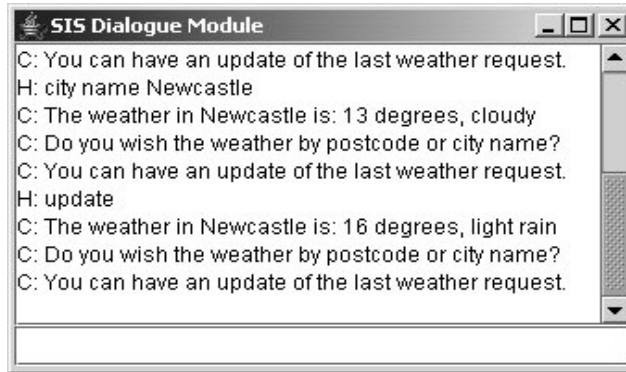 SIS Dialogue Module
C: You can have an update of the last weather request.
H: city name Newcastle
C: The weather in Newcastle is: 13 degrees, cloudy
C: Do you wish the weather by postcode or city name?
C: You can have an update of the last weather request.
H: update
C: The weather in Newcastle is: 16 degrees, light rain
C: Do you wish the weather by postcode or city name?
C: You can have an update of the last weather request.